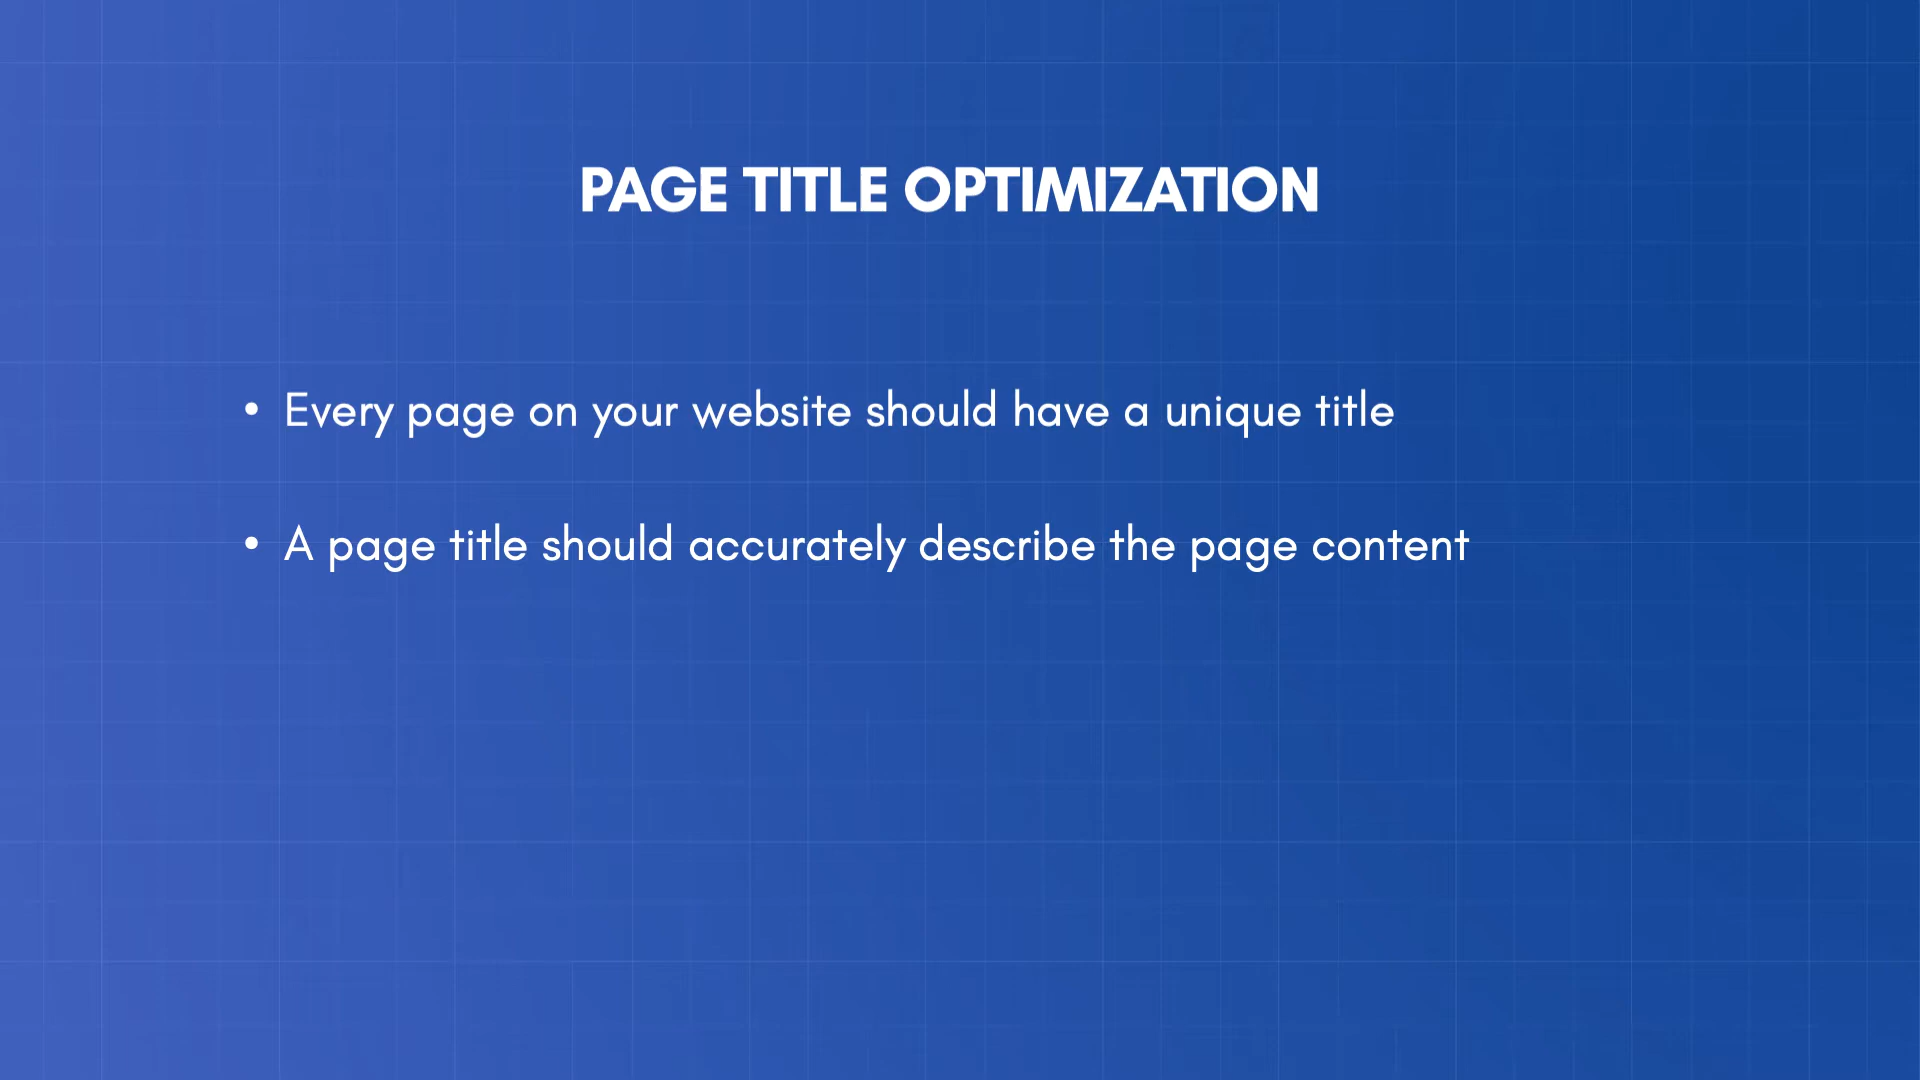 PAGE TITLE OPTIMIZATION
• Every page on your website should have a unique title
• A page title should accurately describe the page content